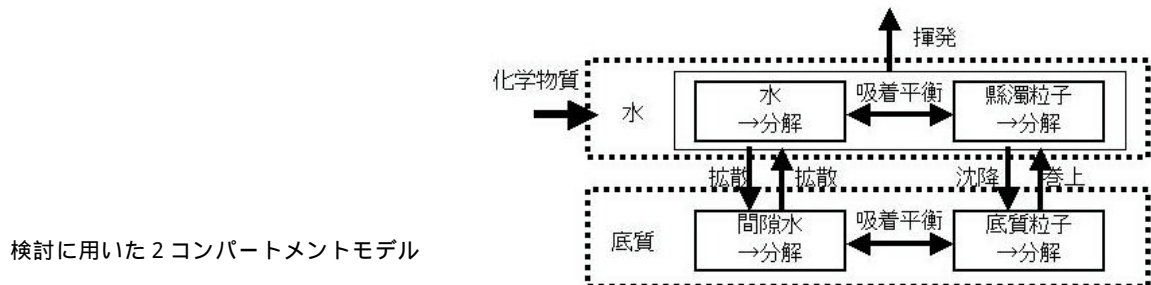 揮発
化学物質
水
水
→分解
吸着平衡
懸濁粒子
→分解
拡散
拡散
沈降
巻上
底質
間隙水
→分解
吸着平衡
底質粒子
→分解
検討に用いた2コンパートメントモデル